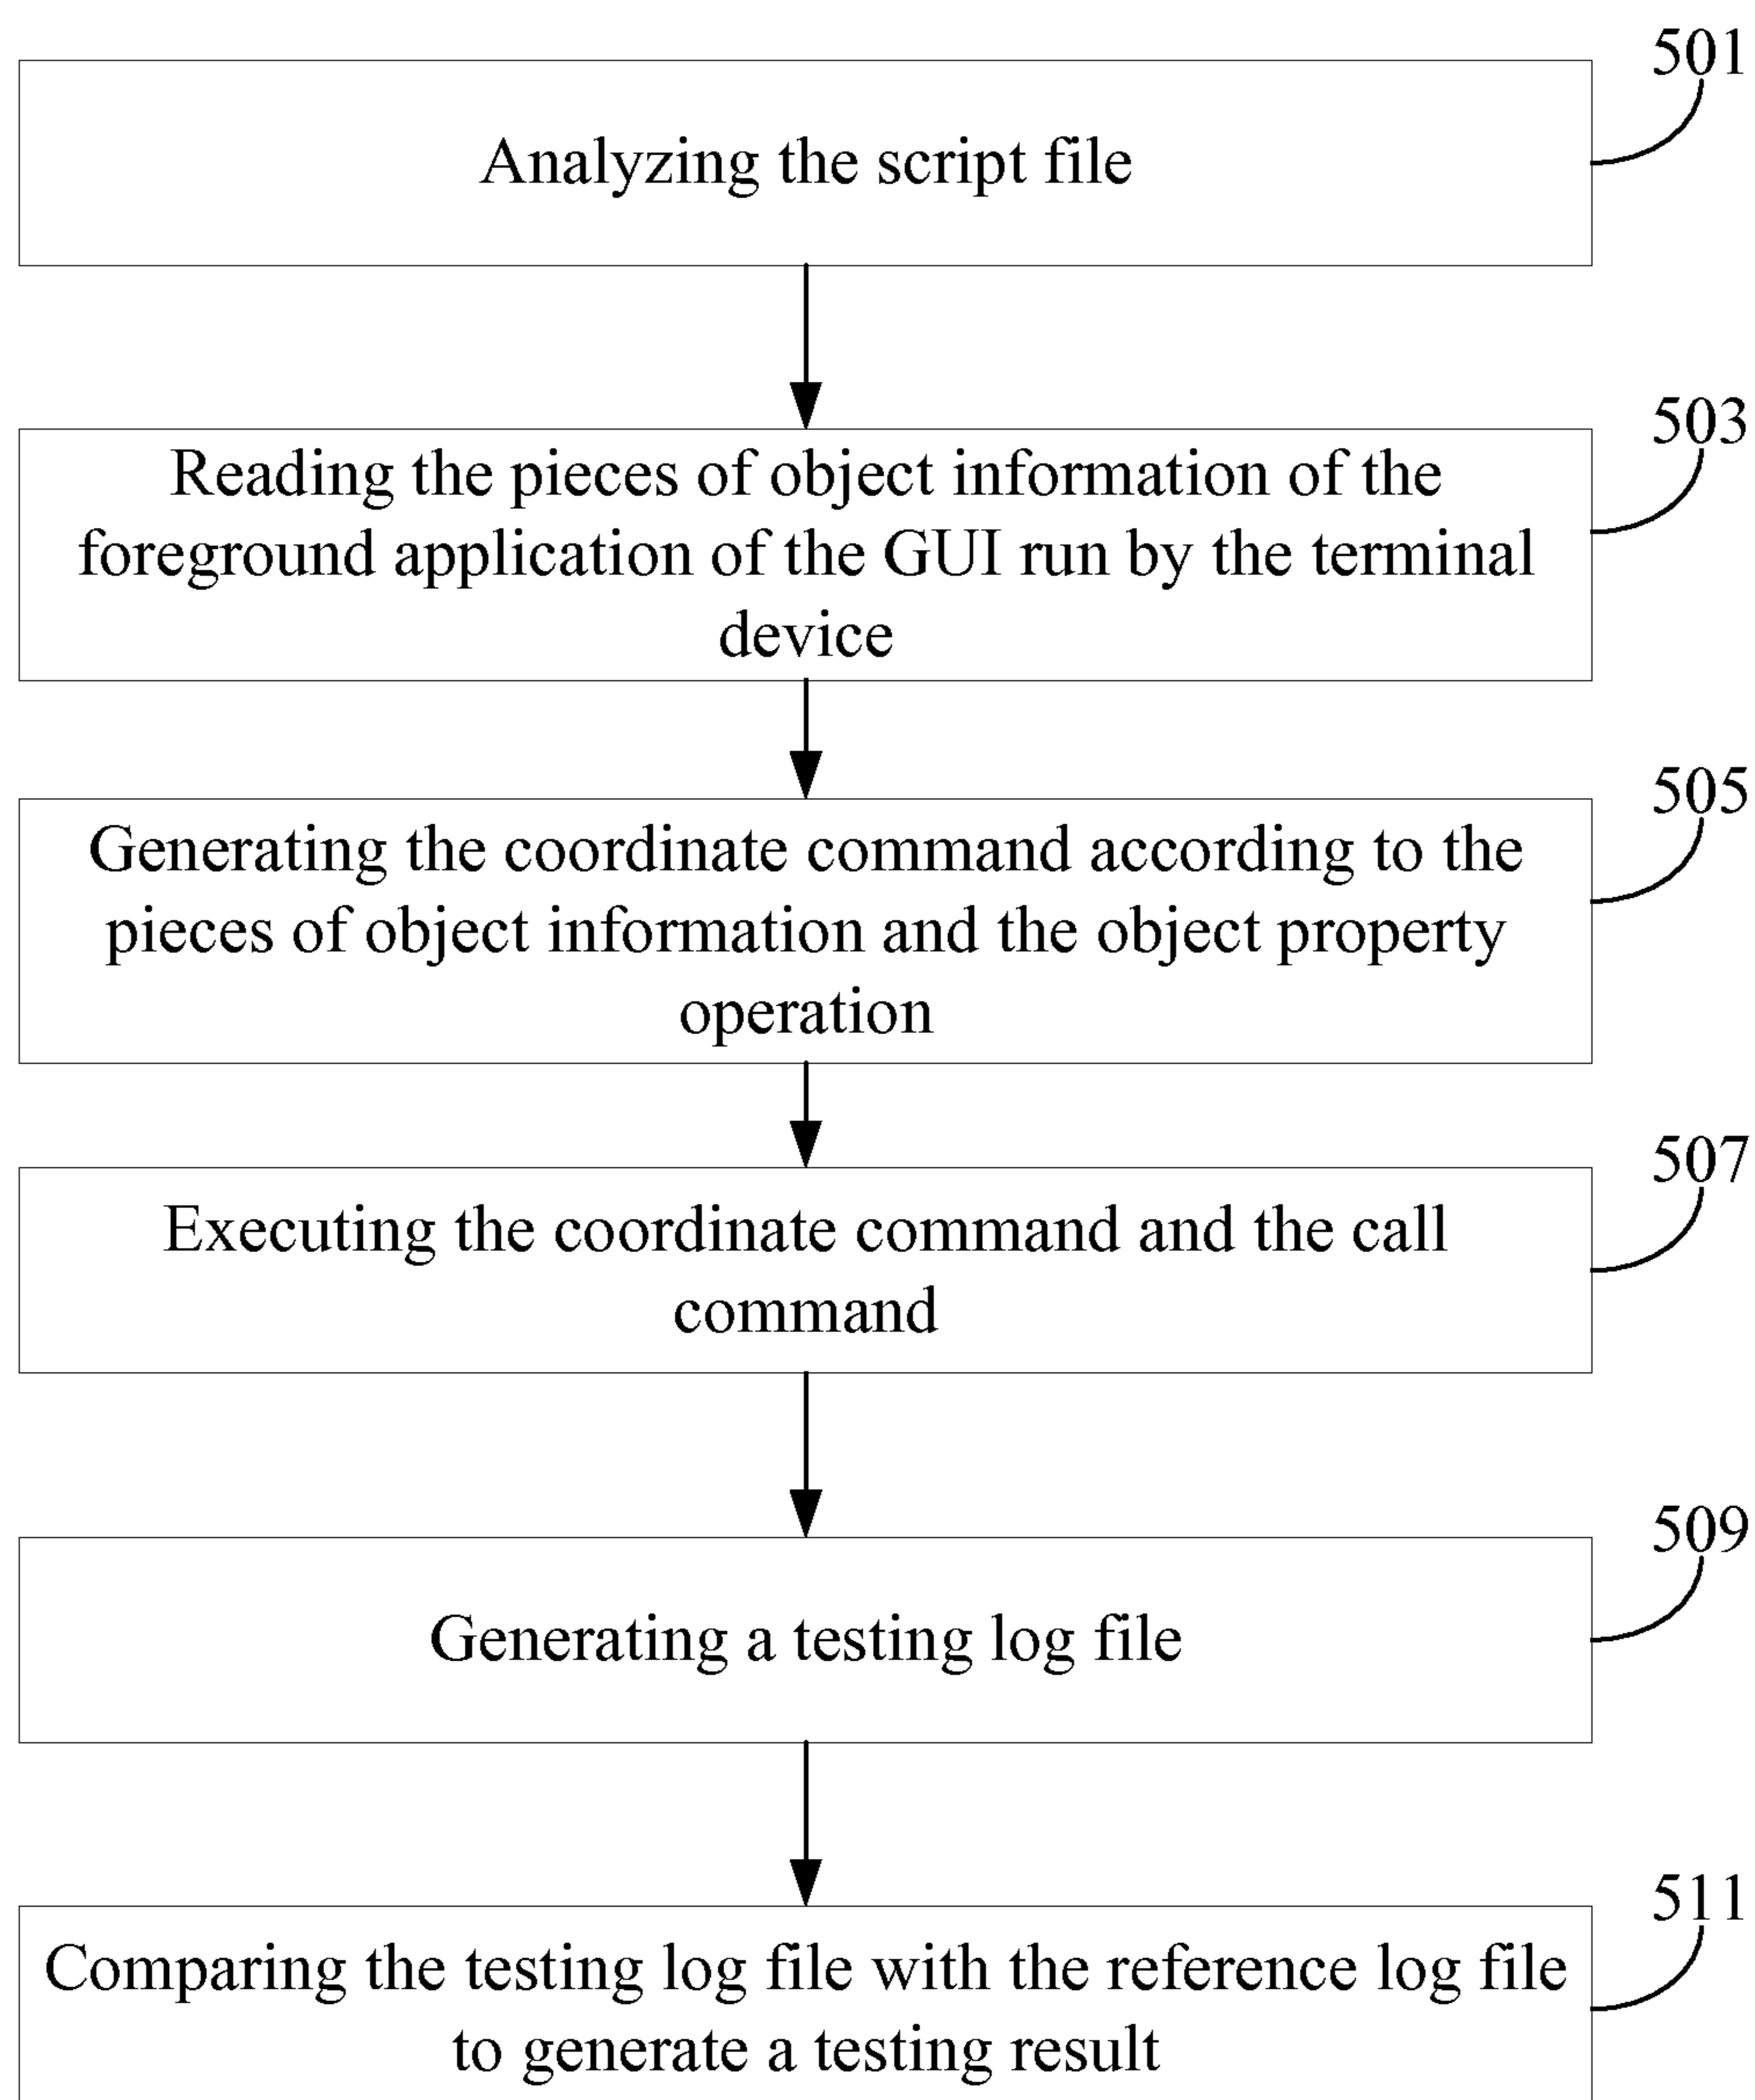 501
Analyzing the script file
503
Reading the pieces of object information of the
foreground application of the GUI run by the terminal
device
505
Generating the coordinate command according to the
pieces of object information and the object property
operation
507
Executing the coordinate command and the call
command
509
Generating a testing log file
511
Comparing the testing log file with the reference log file
to generate a testing result